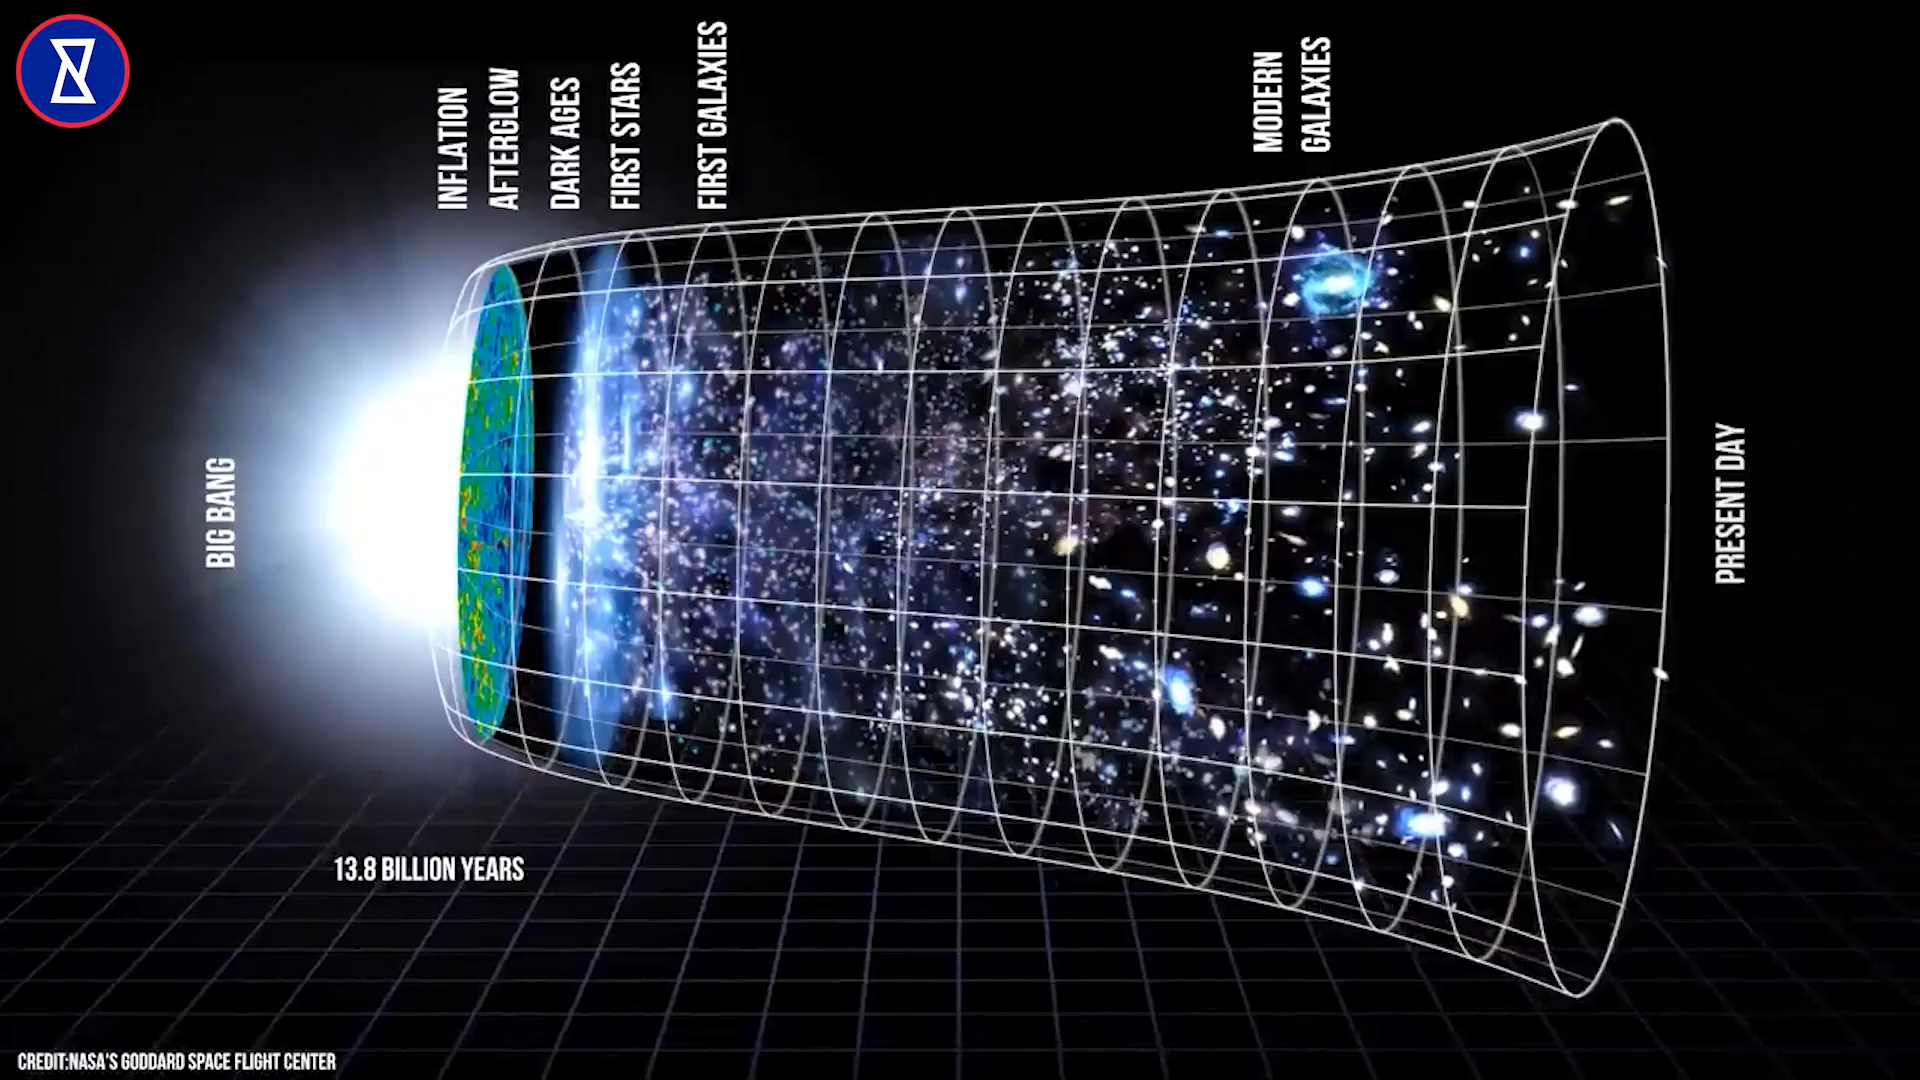 INFLATION
AFTERGLOW
DARK AGES
FIRST STARS
FIRST GALAXIES
MODERN
GALAXIES
BIG BANG
PRESENT DAY
13.8 BILLION YEARS
CREDIT:NASA'S GODDARD SPACE FLIGHT CENTER